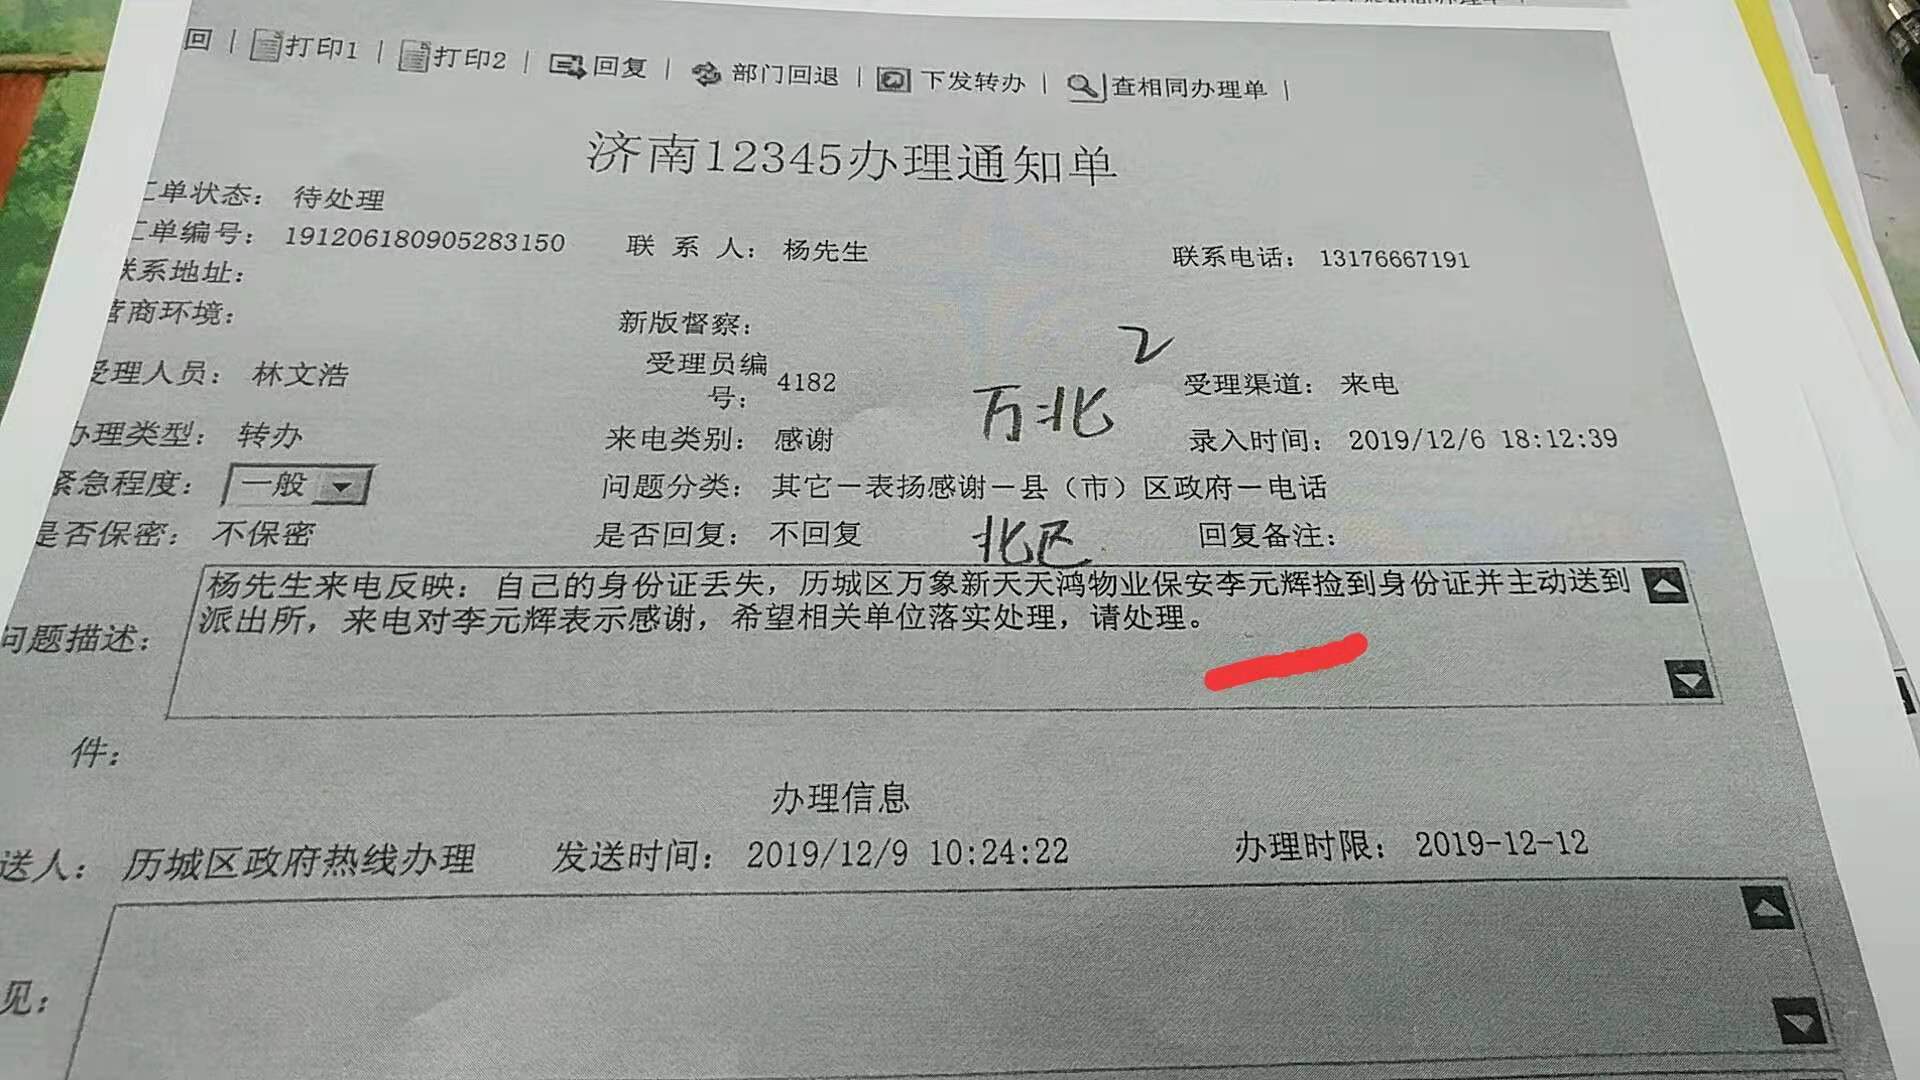 回 | 打印1 | 打印2 | 回复 | 部门回退 | 下发转办 | 查相同办理单 |
济南12345办理通知单
工单状态： 待处理
工单编号： 191206180905283150 联 系 人： 杨先生 联系电话： 13176667191
联系地址：
营商环境： 新版督察：
2
受理人员： 林文浩 受理员编号： 4182 受理渠道： 来电
万北
办理类型： 转办 来电类别： 感谢 录入时间： 2019/12/6 18:12:39
紧急程度： 一般 问题分类： 其它－表扬感谢－县（市）区政府－电话
是否保密： 不保密 是否回复： 不回复 北区 回复备注：
问题描述：
杨先生来电反映：自己的身份证丢失，历城区万象新天天鸿物业保安李元辉捡到身份证并主动送到
派出所，来电对李元辉表示感谢，希望相关单位落实处理，请处理。
件：
办理信息
送人： 历城区政府热线办理 发送时间： 2019/12/9 10:24:22 办理时限： 2019-12-12
见：